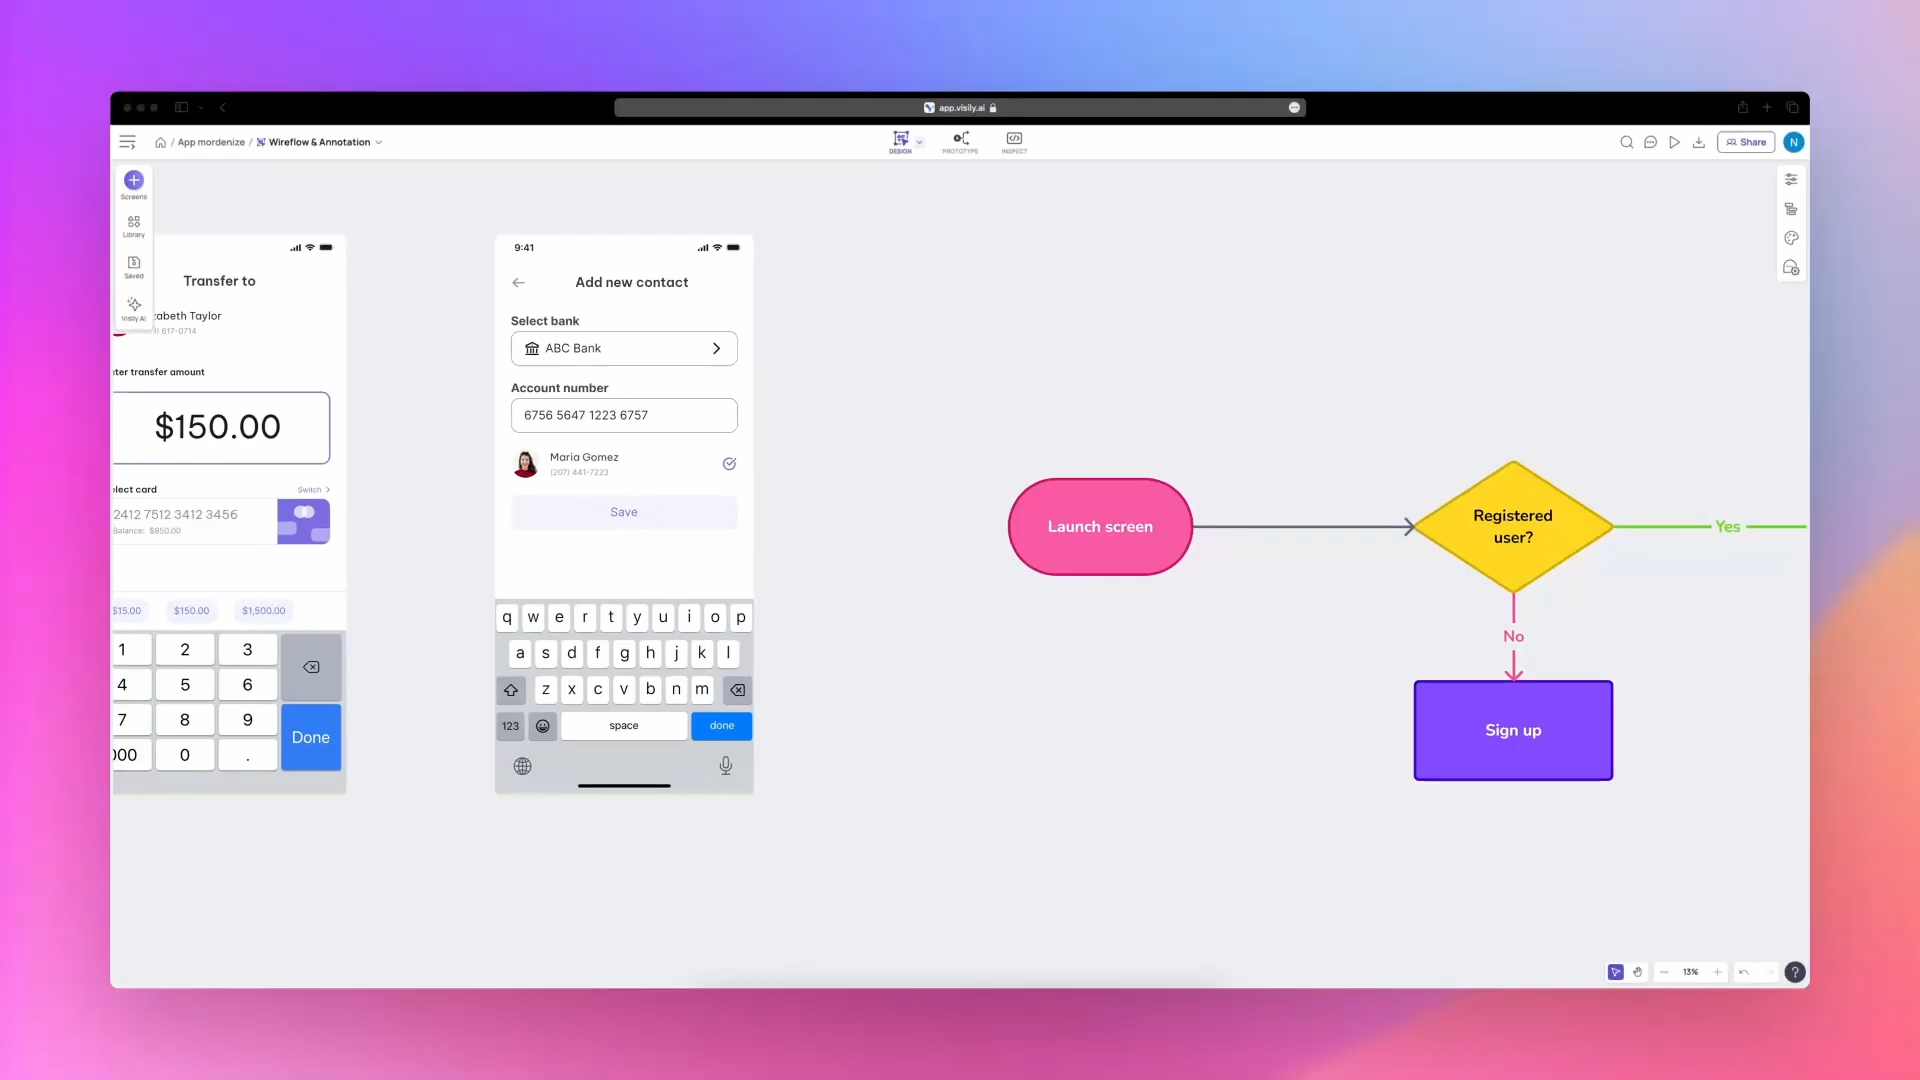 app.visily.ai
/ App mordenize / Wireflow & Annotation
DESIGN
PROTOTYPE
INSPECT
Share
N
Screens
Library
Saved
Visily AI
Transfer to
zabeth Taylor
1) 617-0714
ter transfer amount
$150.00
lect card
Switch >
2412 7512 3412 3456
Balance: $850.00
$15.00
$150.00
$1,500.00
1 2 3
4 5 6
7 8 9
000 0 .
Done
9:41
Add new contact
Select bank
ABC Bank
Account number
6756 5647 1223 6757
Maria Gomez
(207) 441-7223
Save
q w e r t y u i o p
a s d f g h j k l
z x c v b n m
123 space done
Launch screen
Registered
user?
Yes
No
Sign up
13%
?